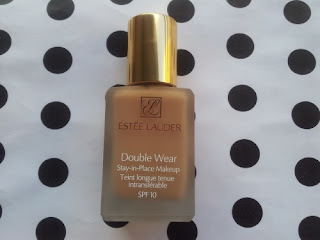 EL
ESTĒE LAUDER
Double Wear
Stay-in-Place Makeup
Teint longue tenue
intransférable
SPF 10